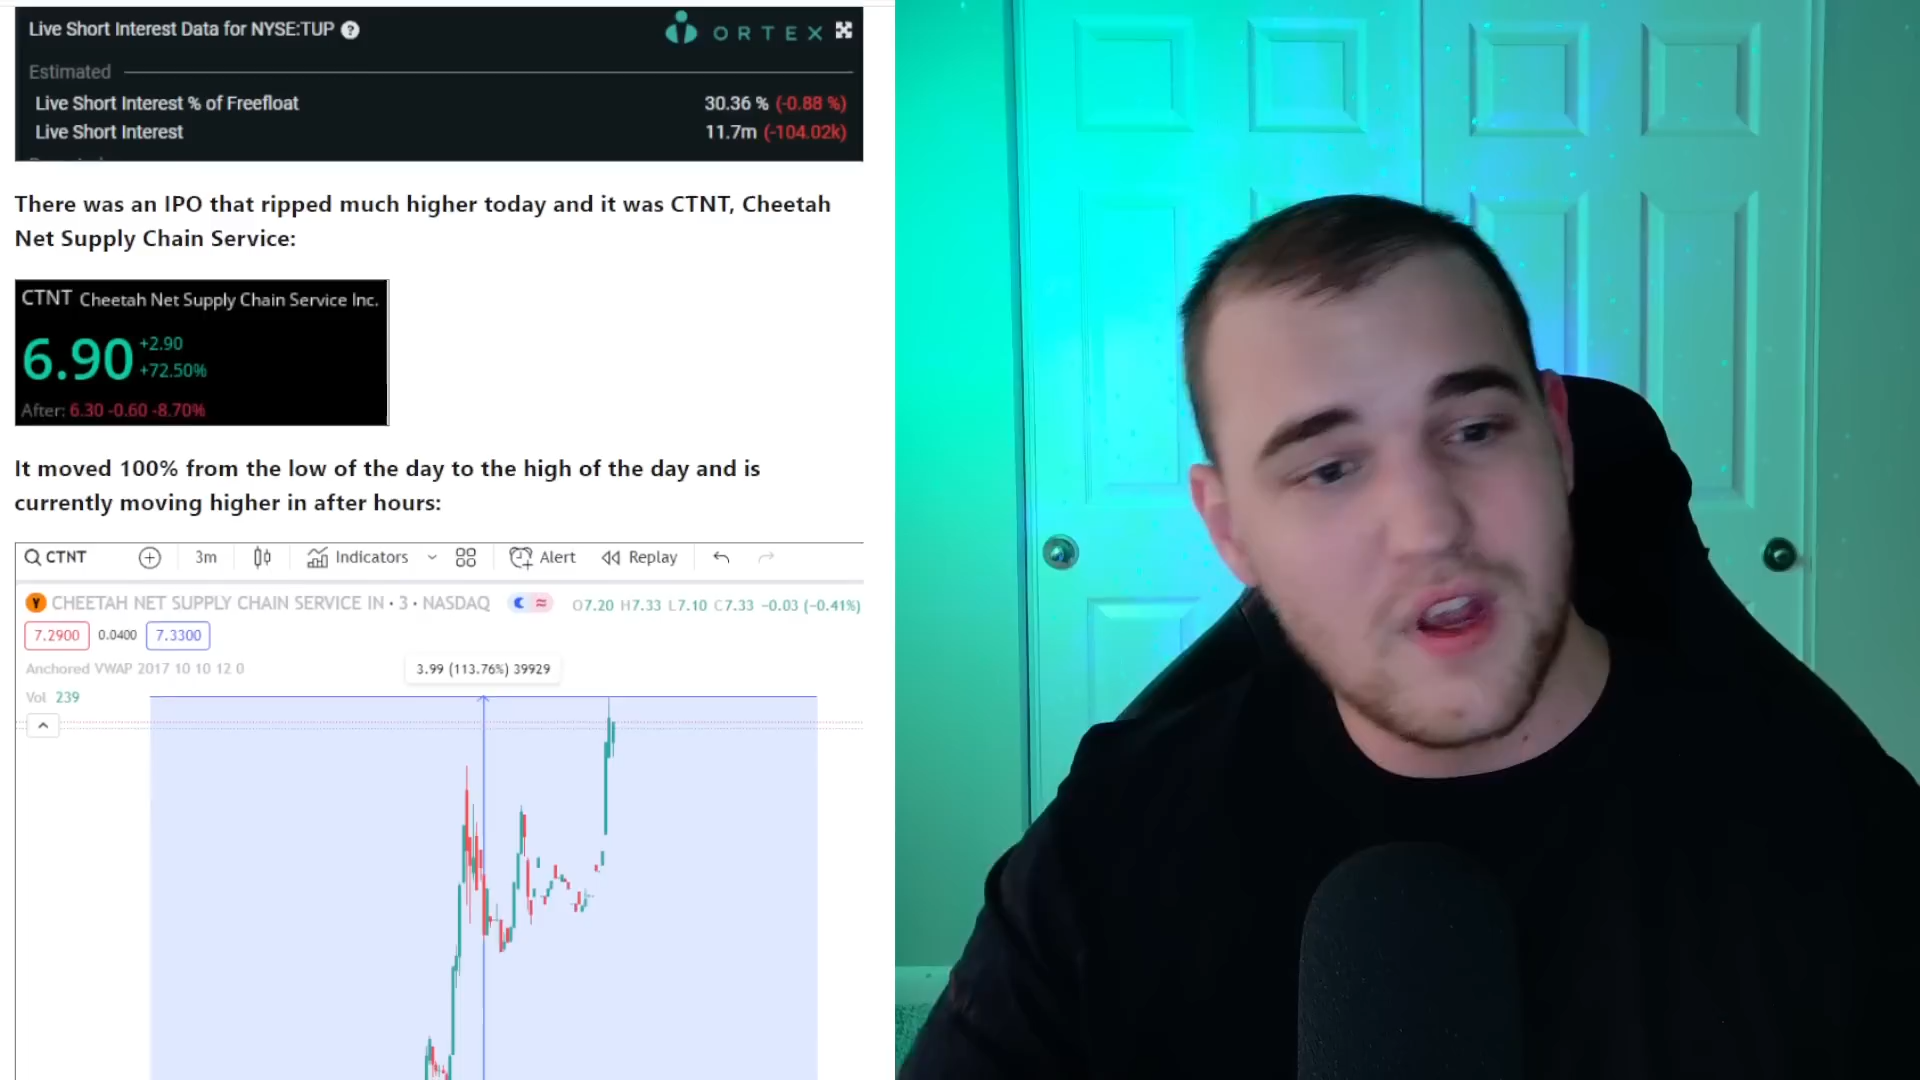 Live Short Interest Data for NYSE:TUP ?
ORTEX
Estimated
Live Short Interest % of Freefloat 30.36 % (-0.88 %)
Live Short Interest 11.7m (-104.02k)
There was an IPO that ripped much higher today and it was CTNT, Cheetah
Net Supply Chain Service:
CTNT Cheetah Net Supply Chain Service Inc.
6.90 +2.90
+72.50%
After: 6.30 -0.60 -8.70%
It moved 100% from the low of the day to the high of the day and is
currently moving higher in after hours:
CTNT 3m Indicators Alert Replay
Y CHEETAH NET SUPPLY CHAIN SERVICE IN · 3 · NASDAQ O7.20 H7.33 L7.10 C7.33 −0.03 (−0.41%)
7.2900 0.0400 7.3300
Anchored VWAP 2017 10 10 12 0
3.99 (113.76%) 39929
Vol 239